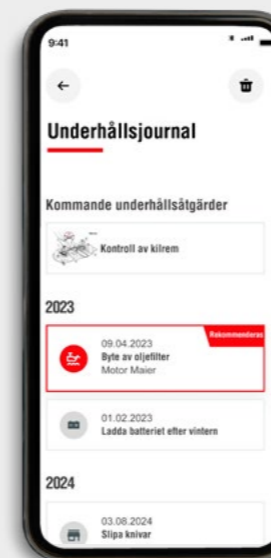 9:41
Underhållsjournal
Kommande underhållsåtgärder
Kontroll av kilrem
2023
Rekommenderas
09.04.2023
Byte av oljefilter
Motor Maier
01.02.2023
Ladda batteriet efter vintern
2024
03.08.2024
Slipa knivar